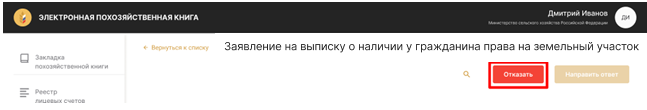 ЭЛЕКТРОННАЯ ПОХОЗЯЙСТВЕННАЯ КНИГА
Дмитрий Иванов
Министерство сельского хозяйства Российской Федерации
ДИ
← Вернуться к списку
Заявление на выписку о наличии у гражданина права на земельный участок
Закладка
похозяйственной книги
Отказать
Направить ответ
Реестр
лицевых счетов